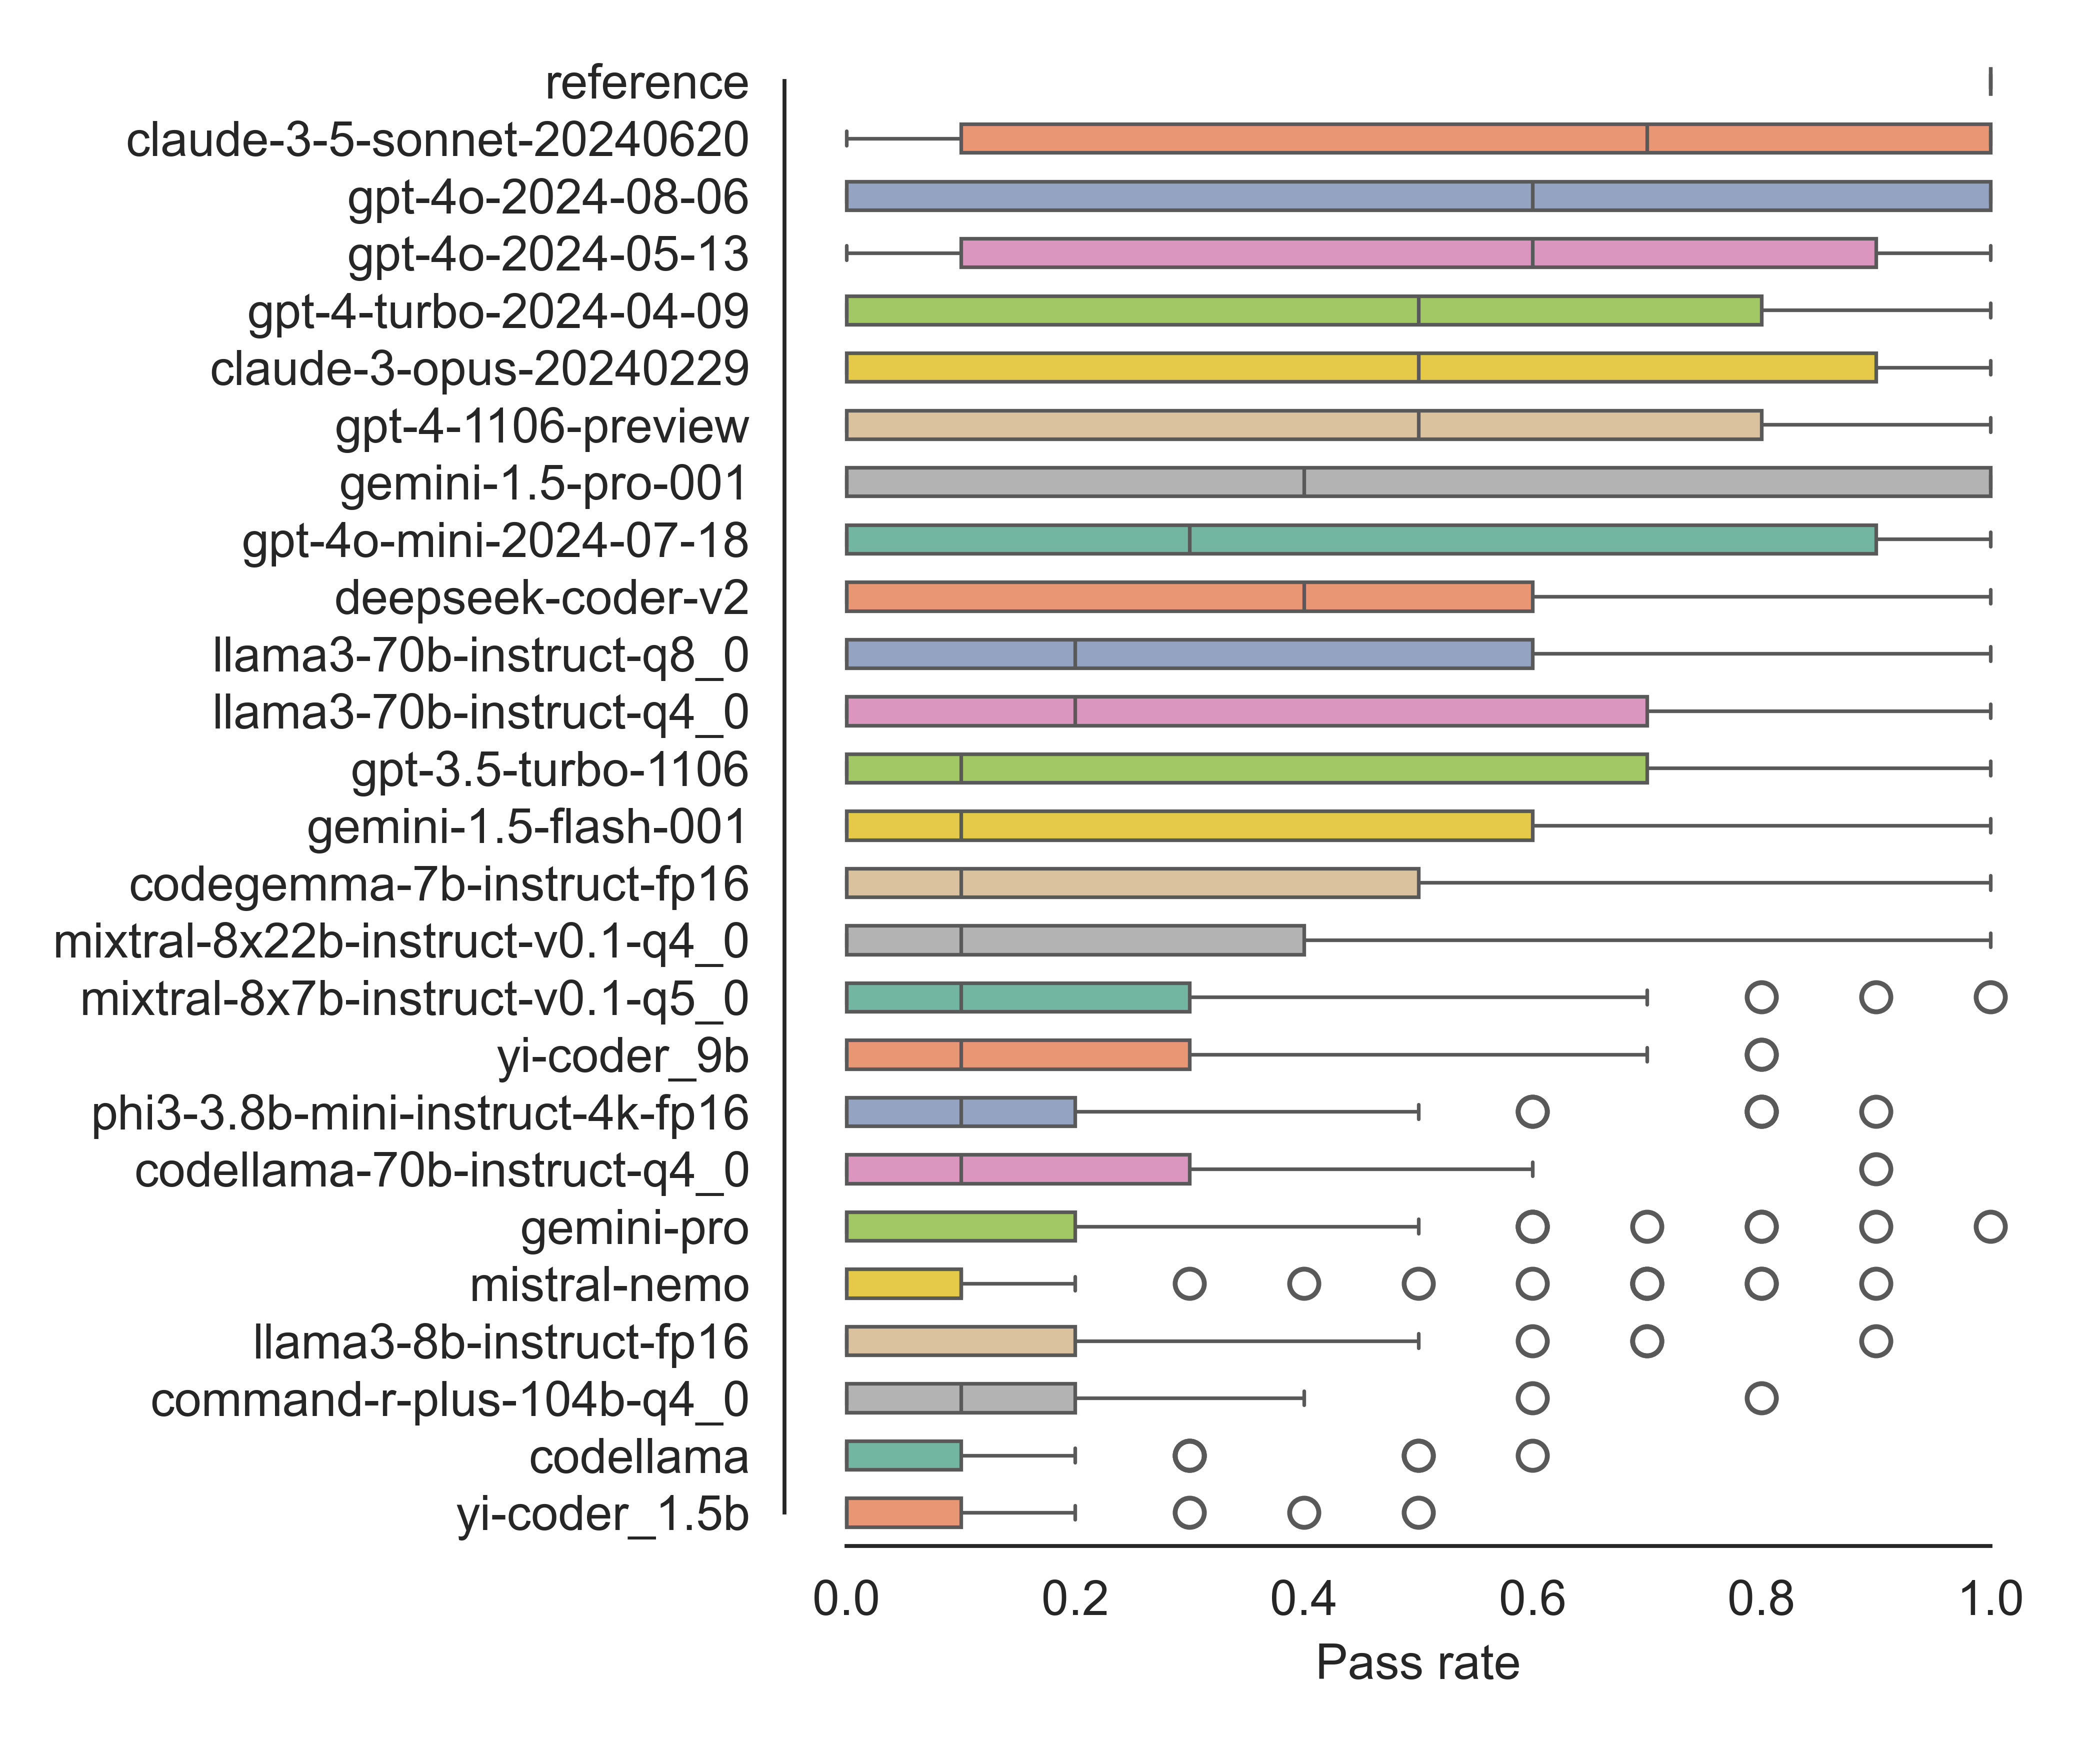 reference
claude-3-5-sonnet-20240620
gpt-4o-2024-08-06
gpt-4o-2024-05-13
gpt-4-turbo-2024-04-09
claude-3-opus-20240229
gpt-4-1106-preview
gemini-1.5-pro-001
gpt-4o-mini-2024-07-18
deepseek-coder-v2
llama3-70b-instruct-q8_0
llama3-70b-instruct-q4_0
gpt-3.5-turbo-1106
gemini-1.5-flash-001
codegemma-7b-instruct-fp16
mixtral-8x22b-instruct-v0.1-q4_0
mixtral-8x7b-instruct-v0.1-q5_0
yi-coder_9b
phi3-3.8b-mini-instruct-4k-fp16
codellama-70b-instruct-q4_0
gemini-pro
mistral-nemo
llama3-8b-instruct-fp16
command-r-plus-104b-q4_0
codellama
yi-coder_1.5b
0.0 0.2 0.4 0.6 0.8 1.0
Pass rate